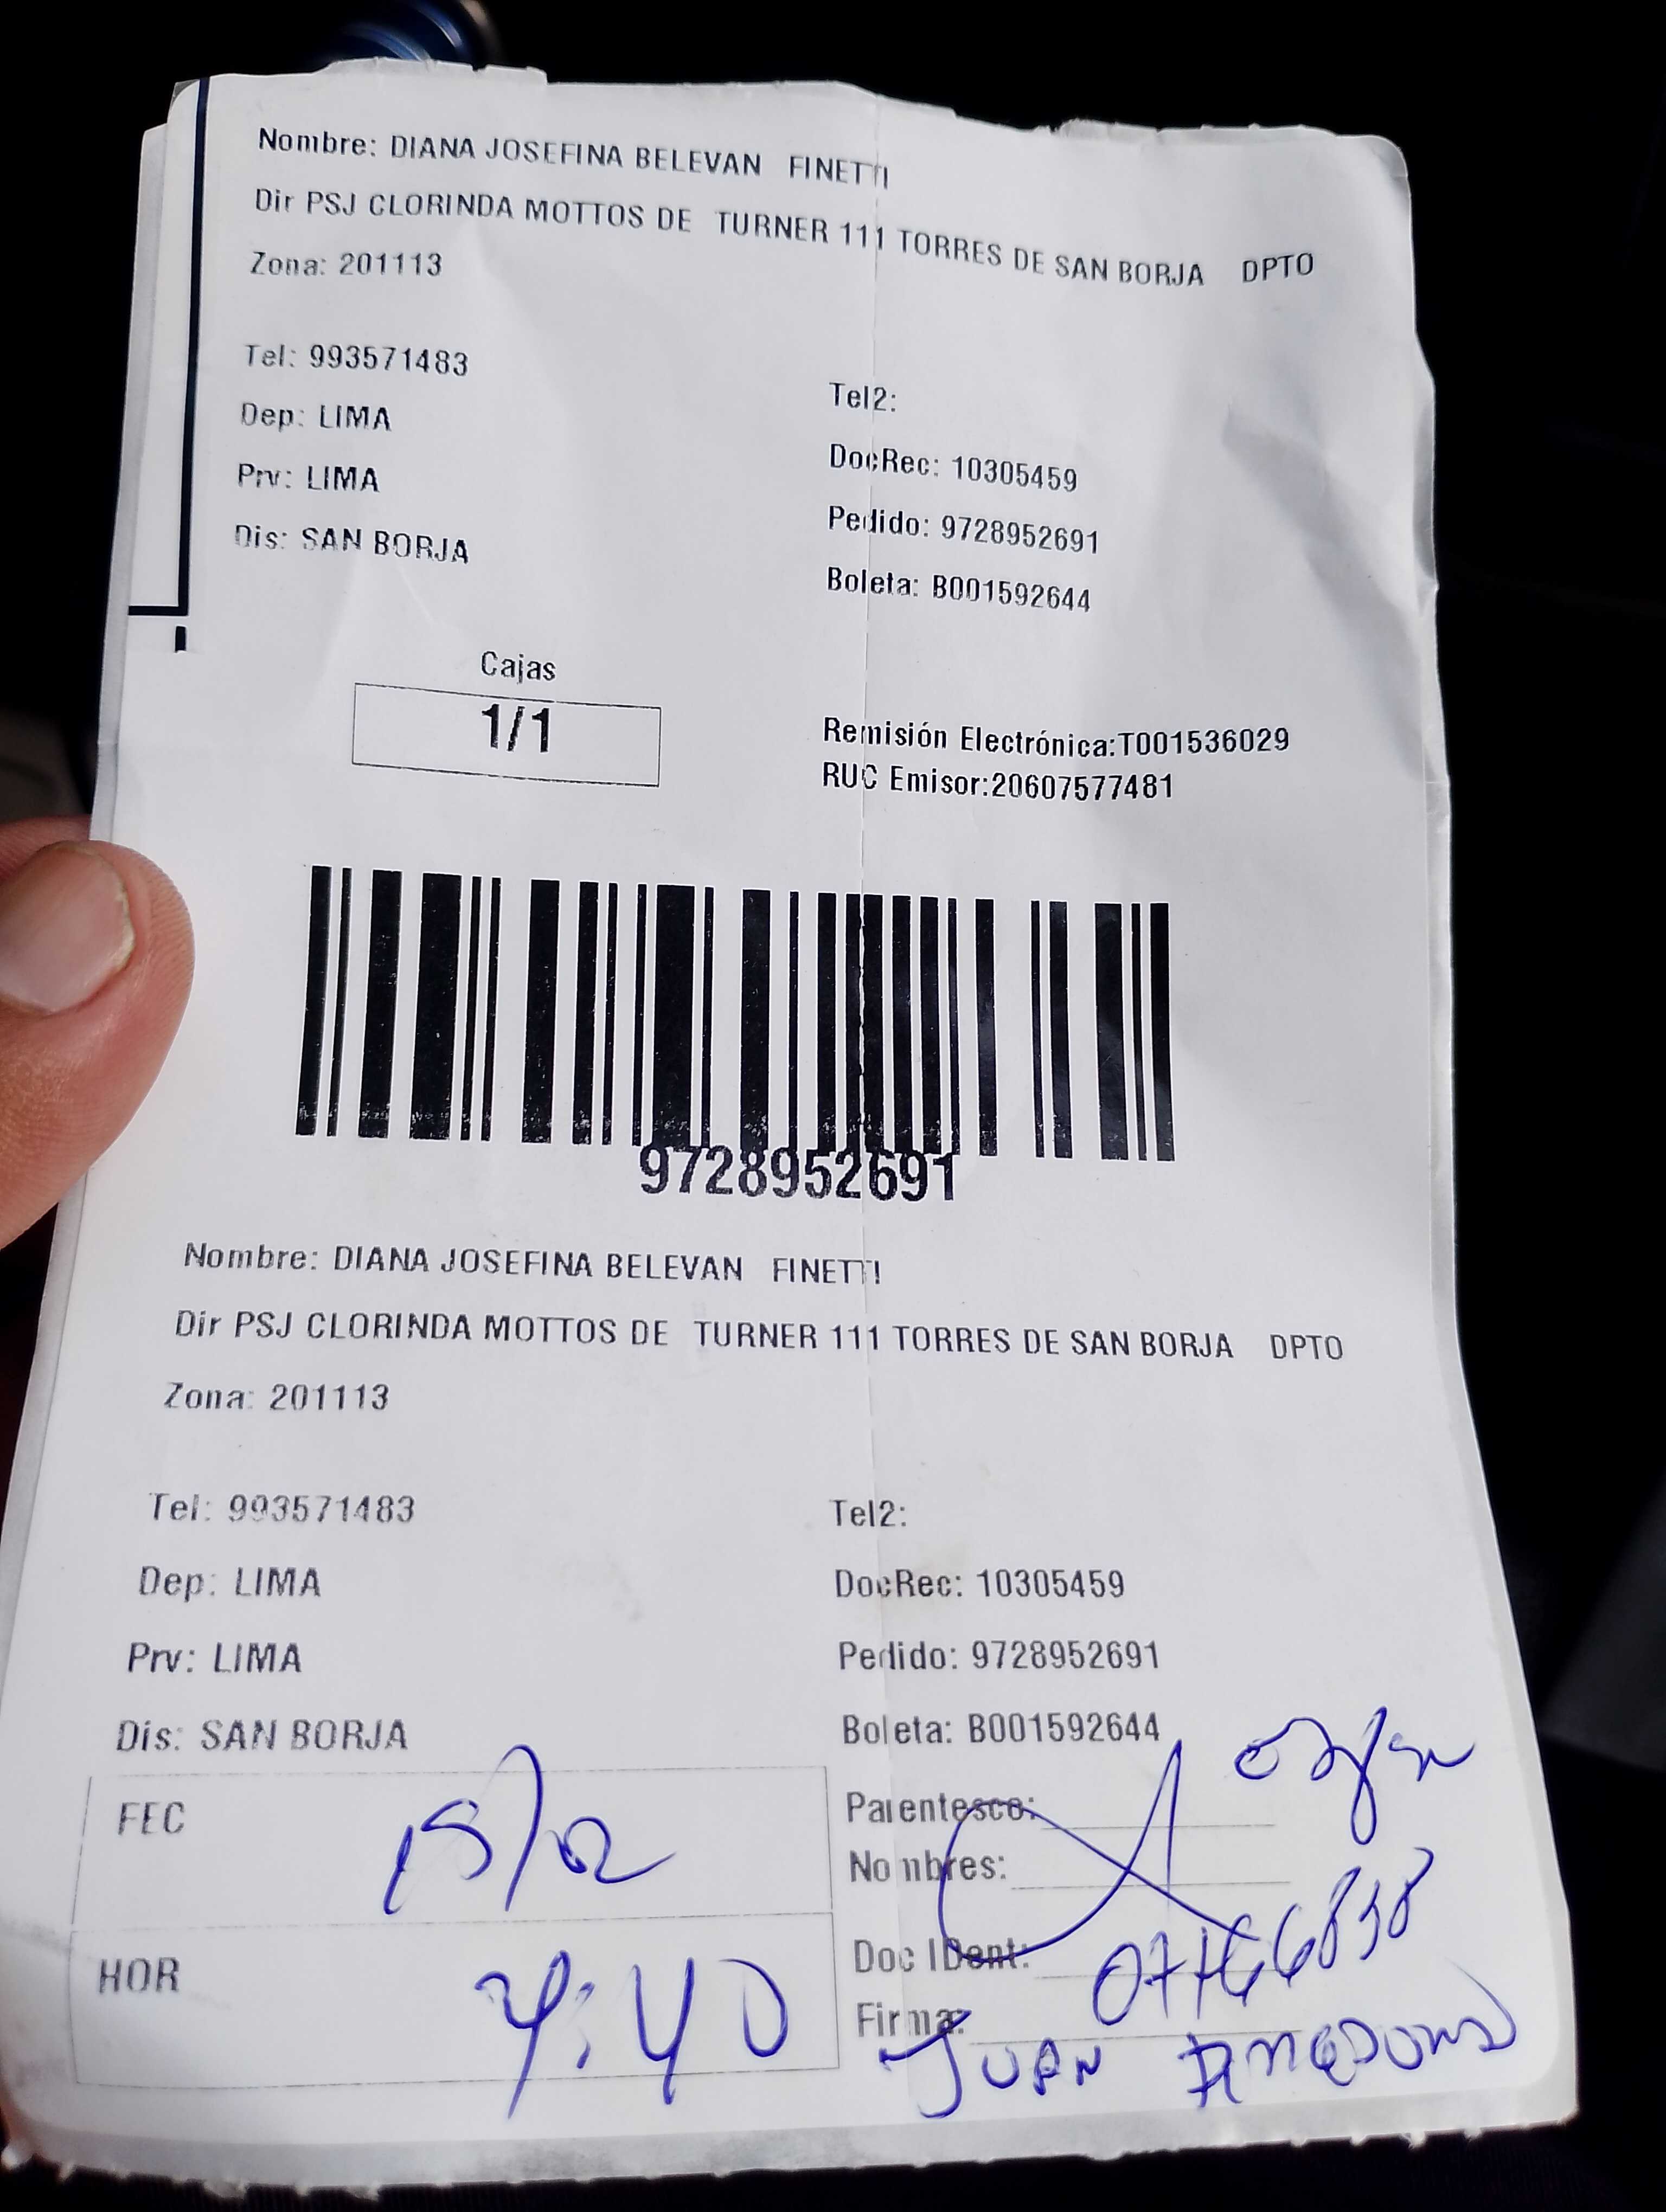 Nombre: DIANA JOSEFINA BELEVAN FINETTI
Dir PSJ CLORINDA MOTTOS DE TURNER 111 TORRES DE SAN BORJA DPTO
Zona: 201113
Tel: 993571483
Tel2:
Dep: LIMA
DocRec: 10305459
Prv: LIMA
Pedido: 9728952691
Dis: SAN BORJA
Boleta: B001592644
Cajas
1/1
Remisión Electrónica:T001536029
RUC Emisor:20607577481
9728952691
Nombre: DIANA JOSEFINA BELEVAN FINETTI
Dir PSJ CLORINDA MOTTOS DE TURNER 111 TORRES DE SAN BORJA DPTO
Zona: 201113
Tel: 993571483
Tel2:
Dep: LIMA
DocRec: 10305459
Prv: LIMA
Pedido: 9728952691
Dis: SAN BORJA
Boleta: B001592644
FEC 15/02
Parentesco:
Nombres:
HOR 4:40
Doc IDent:
Firma:
JUAN